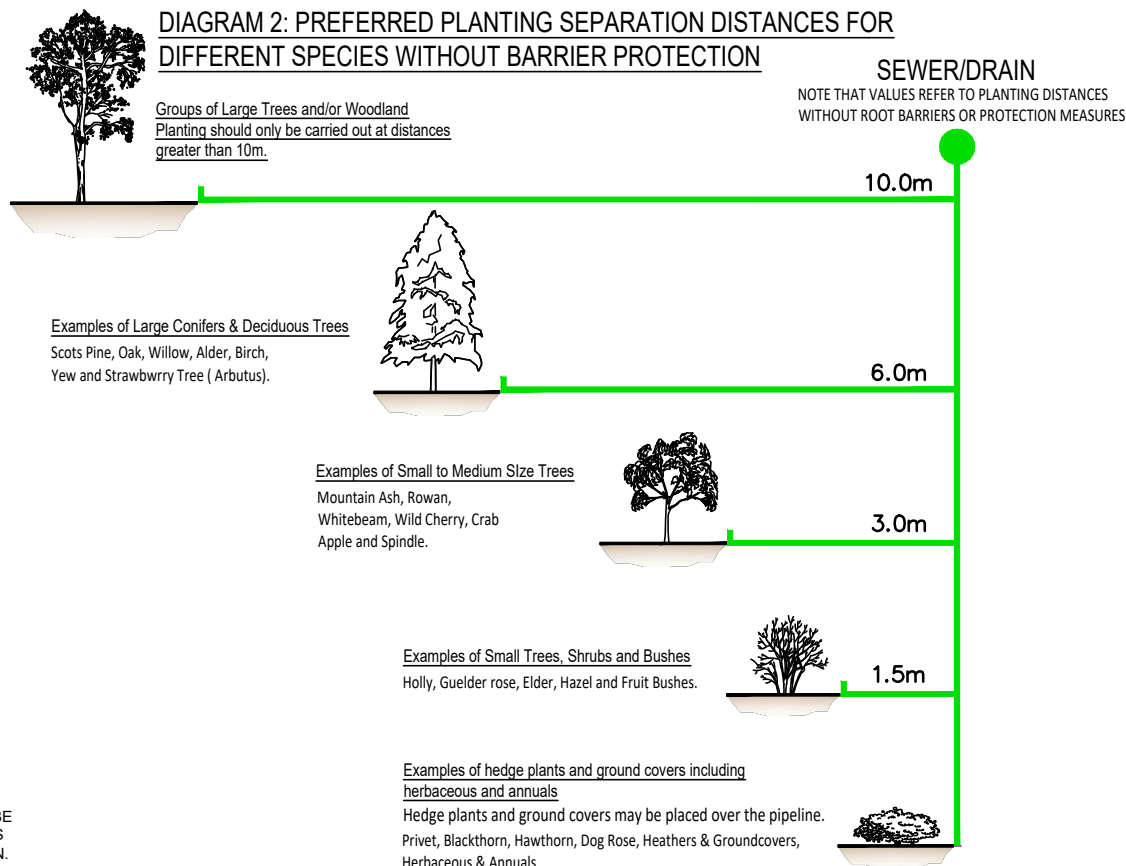 DIAGRAM 2: PREFERRED PLANTING SEPARATION DISTANCES FOR
DIFFERENT SPECIES WITHOUT BARRIER PROTECTION
SEWER/DRAIN
NOTE THAT VALUES REFER TO PLANTING DISTANCES
WITHOUT ROOT BARRIERS OR PROTECTION MEASURES
Groups of Large Trees and/or Woodland
Planting should only be carried out at distances
greater than 10m.
10.0m
Examples of Large Conifers & Deciduous Trees
Scots Pine, Oak, Willow, Alder, Birch,
Yew and Strawbwrry Tree ( Arbutus).
6.0m
Examples of Small to Medium SIze Trees
Mountain Ash, Rowan,
Whitebeam, Wild Cherry, Crab
Apple and Spindle.
3.0m
Examples of Small Trees, Shrubs and Bushes
Holly, Guelder rose, Elder, Hazel and Fruit Bushes.
1.5m
Examples of hedge plants and ground covers including
herbaceous and annuals
Hedge plants and ground covers may be placed over the pipeline.
Privet, Blackthorn, Hawthorn, Dog Rose, Heathers & Groundcovers,
Herbaceous & Annuals
BE
S
N.